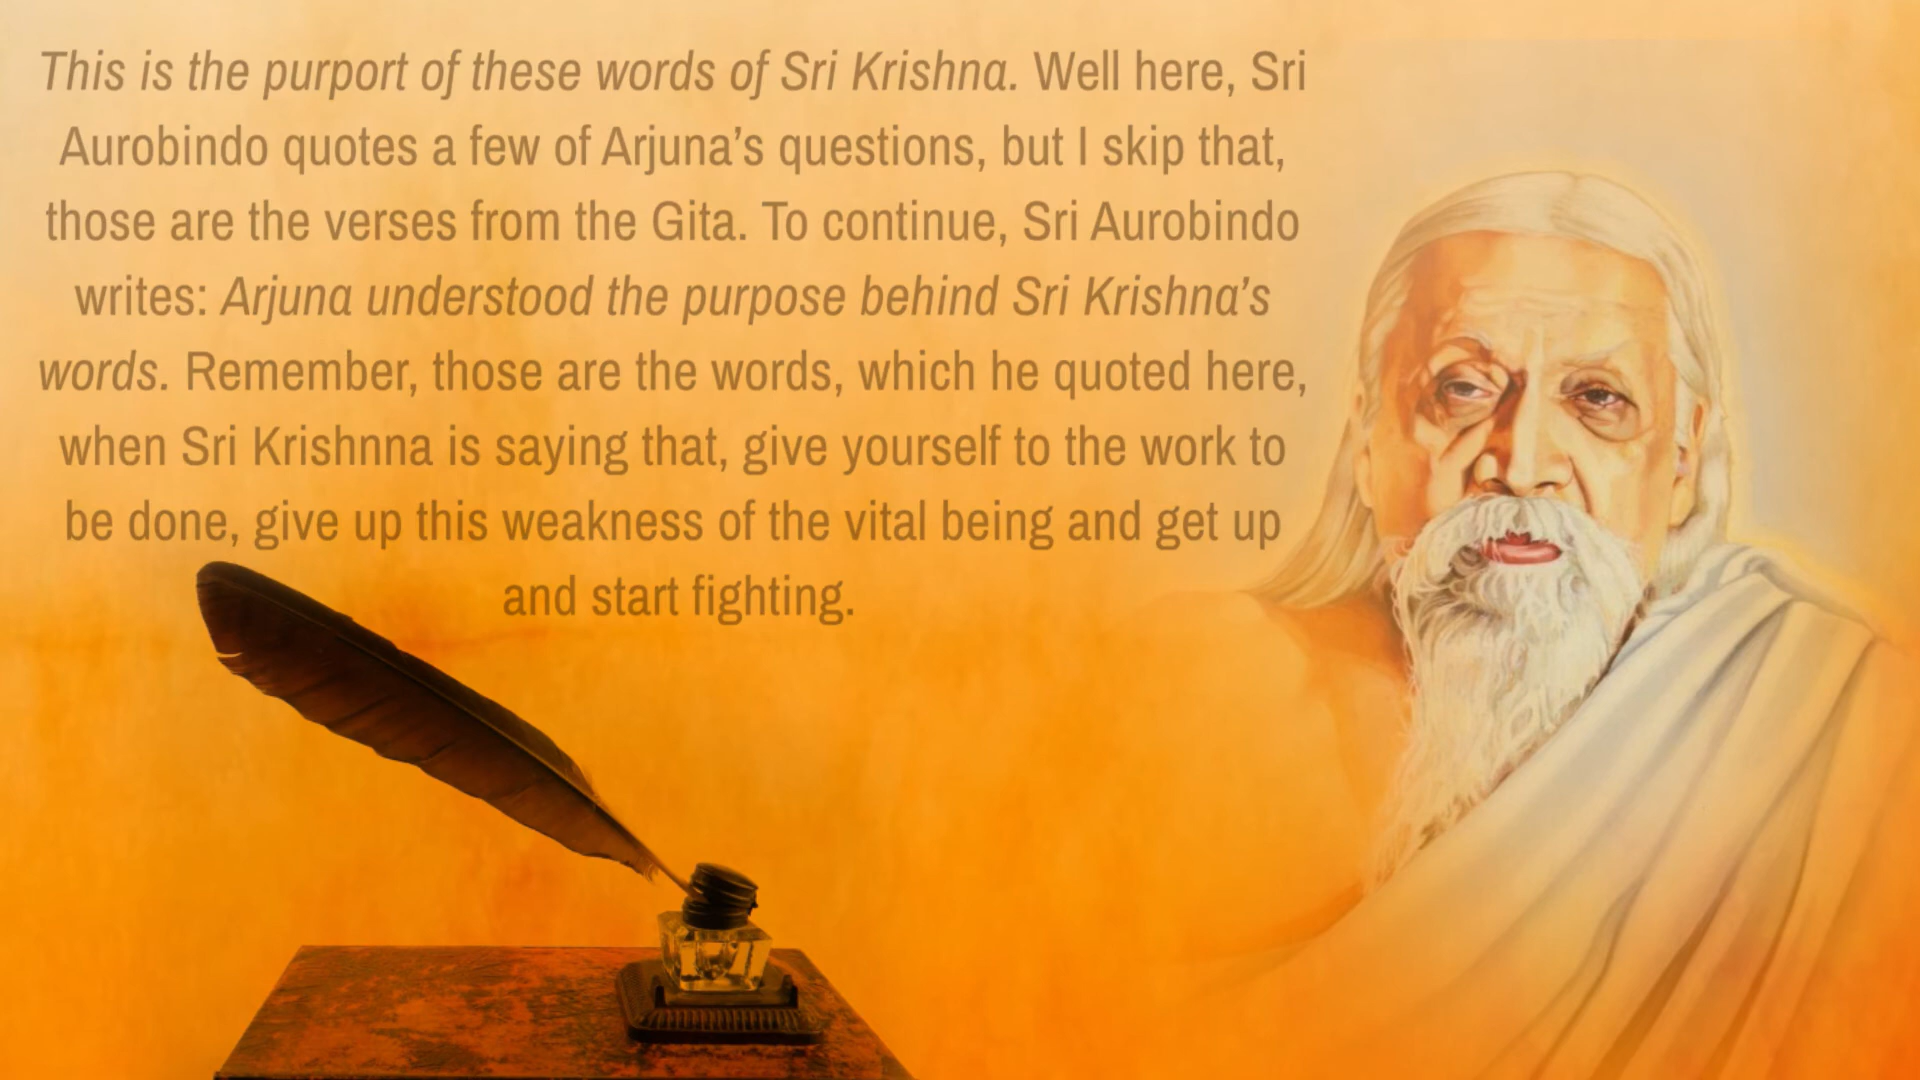 This is the purport of these words of Sri Krishna. Well here, Sri
Aurobindo quotes a few of Arjuna’s questions, but I skip that,
those are the verses from the Gita. To continue, Sri Aurobindo
writes: Arjuna understood the purpose behind Sri Krishna’s
words. Remember, those are the words, which he quoted here,
when Sri Krishnna is saying that, give yourself to the work to
be done, give up this weakness of the vital being and get up
and start fighting.